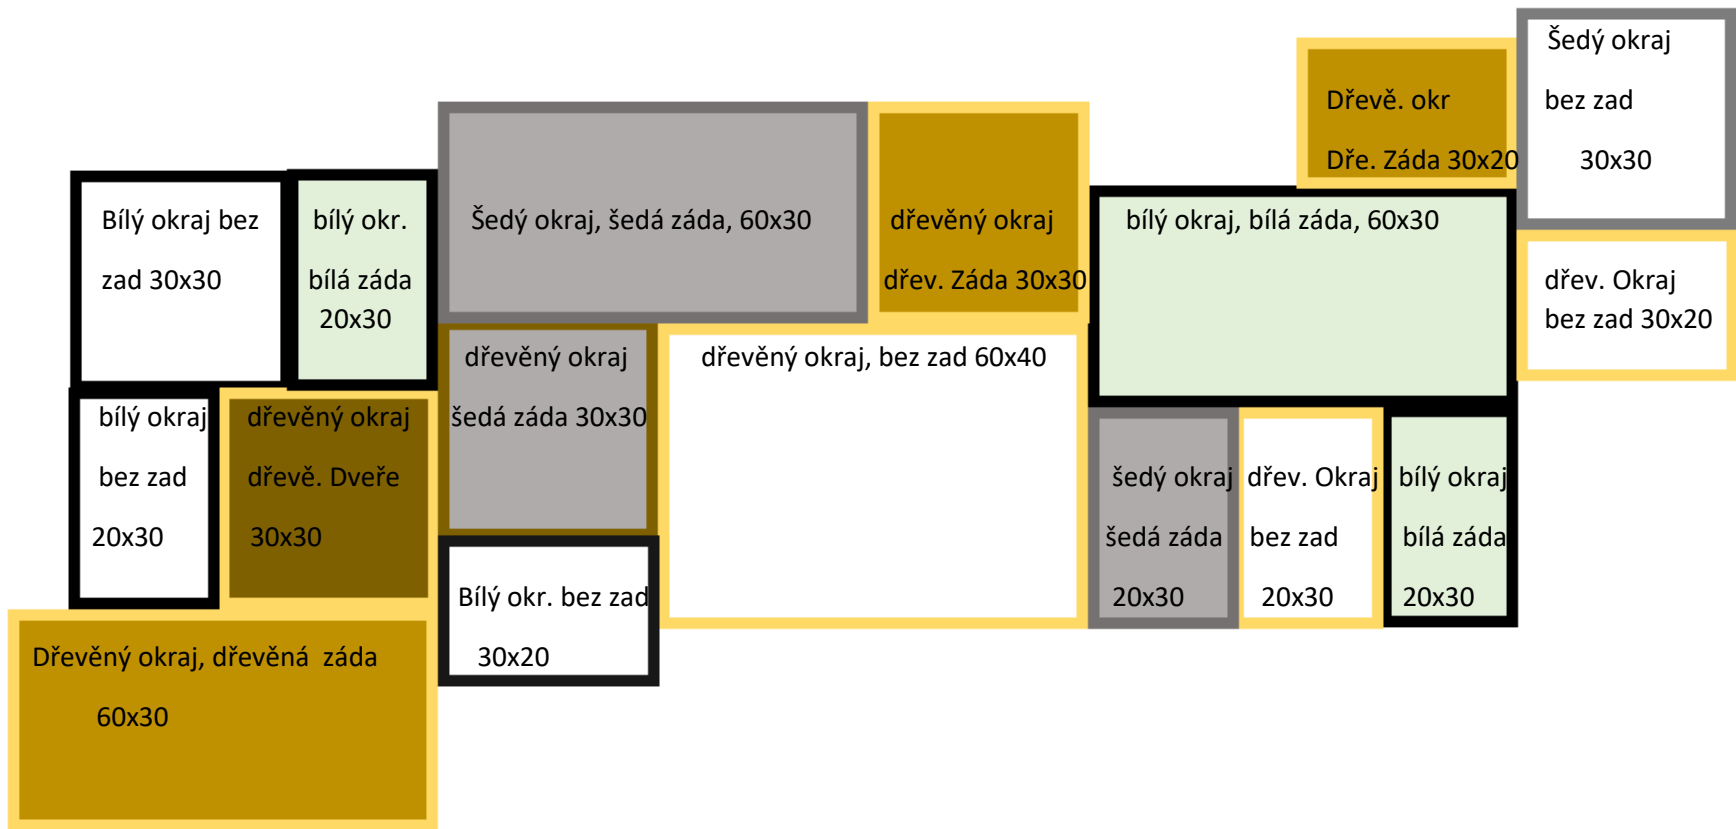 Bílý okraj bez
zad 30x30
bílý okr.
bílá záda
20x30
Šedý okraj, šedá záda, 60x30
dřevěný okraj
dřev. Záda 30x30
bílý okraj, bílá záda, 60x30
Dřevě. okr
Dře. Záda 30x20
Šedý okraj
bez zad
30x30
dřev. Okraj
bez zad 30x20
bílý okraj
bez zad
20x30
dřevěný okraj
dřevě. Dveře
30x30
dřevěný okraj
šedá záda 30x30
dřevěný okraj, bez zad 60x40
šedý okraj
šedá záda
20x30
dřev. Okraj
bez zad
20x30
bílý okraj
bílá záda
20x30
Dřevěný okraj, dřevěná záda
60x30
Bílý okr. bez zad
30x20